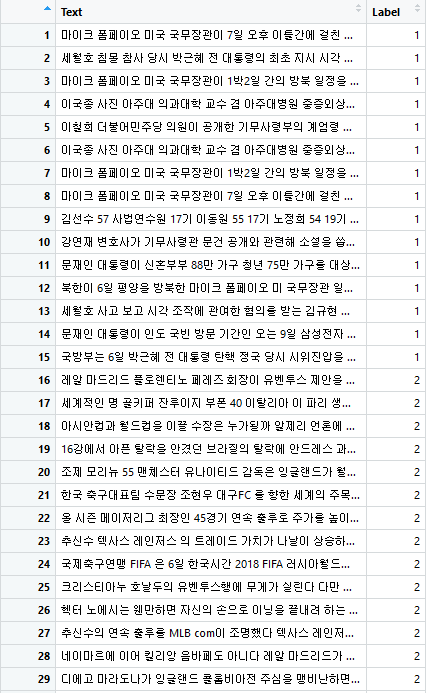 Text Label
1 마이크 폼페이오 미국 국무장관이 7일 오후 이틀간에 걸친 ... 1
2 세월호 침몰 참사 당시 박근혜 전 대통령의 최초 지시 시각 ... 1
3 마이크 폼페이오 미국 국무장관이 1박2일 간의 방북 일정을 ... 1
4 이국종 사진 아주대 의과대학 교수 겸 아주대병원 중증외상... 1
5 이철희 더불어민주당 의원이 공개한 기무사령부의 계엄령 ... 1
6 이국종 사진 아주대 의과대학 교수 겸 아주대병원 중증외상... 1
7 마이크 폼페이오 미국 국무장관이 1박2일 간의 방북 일정을 ... 1
8 마이크 폼페이오 미국 국무장관이 7일 오후 이틀간에 걸친 ... 1
9 김선수 57 사법연수원 17기 이동원 55 17기 노정희 54 19기 ... 1
10 강연재 변호사가 기무사령관 문건 공개와 관련해 소설을 씁... 1
11 문재인 대통령이 신혼부부 88만 가구 청년 75만 가구를 대상... 1
12 북한이 6일 평양을 방북한 마이크 폼페이오 미 국무장관 일... 1
13 세월호 사고 보고 시각 조작에 관여한 혐의를 받는 김규현 ... 1
14 문재인 대통령이 인도 국빈 방문 기간인 오는 9일 삼성전자 ... 1
15 국방부는 6일 박근혜 전 대통령 탄핵 정국 당시 시위진압을 ... 1
16 레알 마드리드 플로렌티노 페레즈 회장이 유벤투스 제안을 ... 2
17 세계적인 명 골키퍼 잔루이지 부폰 40 이탈리아 이 파리 생... 2
18 아시안컵과 월드컵을 이끌 수장은 누가될까 알제리 언론에 ... 2
19 16강에서 아픈 탈락을 안겼던 브라질의 탈락에 안드레스 과... 2
20 조제 모리뉴 55 맨체스터 유나이티드 감독은 잉글랜드가 월... 2
21 한국 축구대표팀 수문장 조현우 대구FC 를 향한 세계의 주목... 2
22 올 시즌 메이저리그 최장인 45경기 연속 출루로 주가를 높이... 2
23 추신수 텍사스 레인저스 의 트레이드 가치가 나날이 상승하... 2
24 국제축구연맹 FIFA 은 6일 한국시간 2018 FIFA 러시아월드... 2
25 크리스티아누 호날두의 유벤투스행에 무게가 실린다 다만 ... 2
26 헥터 노에시는 웬만하면 자신의 손으로 이닝을 끝내려 하는 ... 2
27 추신수의 연속 출루를 MLB com이 조명했다 텍사스 레인저... 2
28 네이마르에 이어 킬리앙 음바페도 아니다 레알 마드리드가 ... 2
29 디에고 마라도나가 잉글랜드 콜롬비아전 주심을 맹비난하면... 2